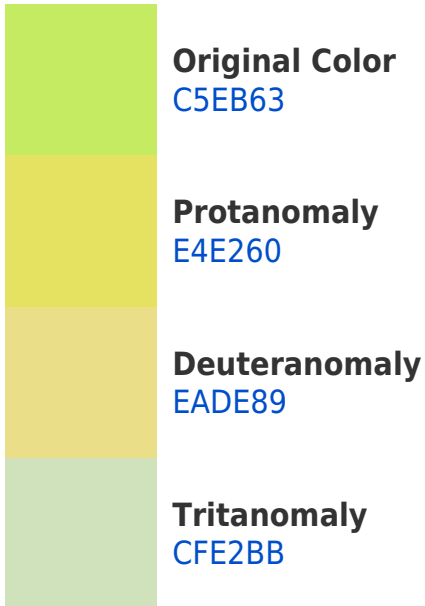 Original Color
C5EB63
Protanomaly
E4E260
Deuteranomaly
EADE89
Tritanomaly
CFE2BB